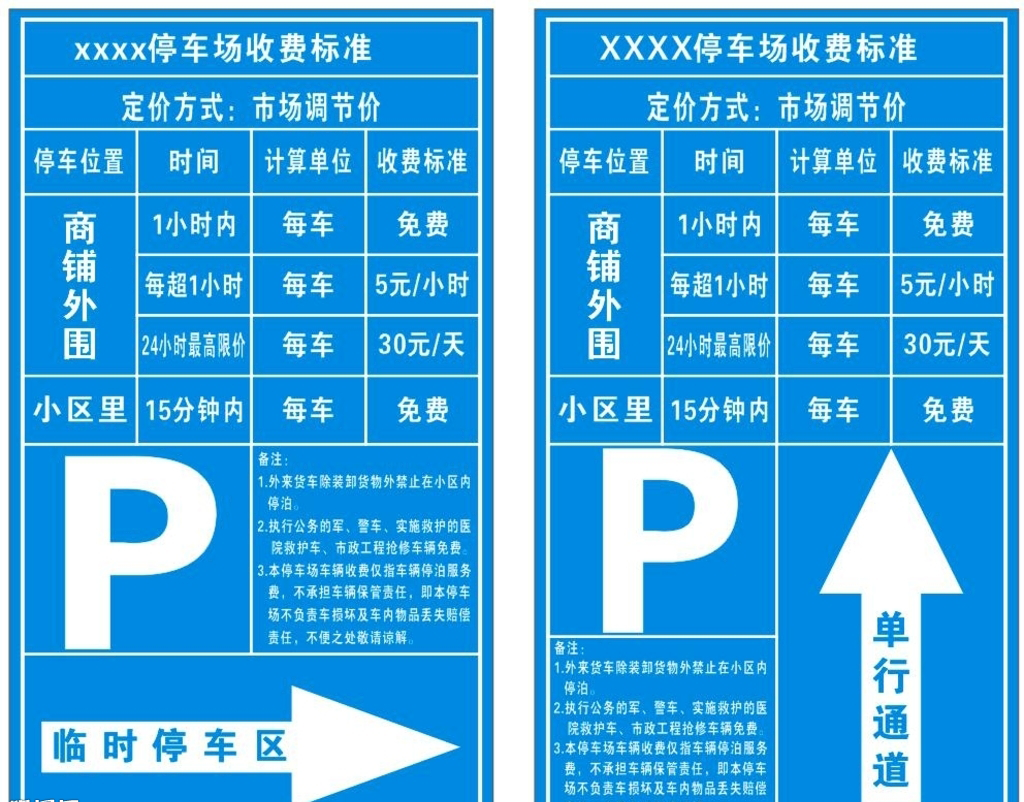 xxxx停车场收费标准
定价方式：市场调节价
停车位置 时间 计算单位 收费标准
商铺外围
1小时内 每车 免费
每超1小时 每车 5元/小时
24小时最高限价 每车 30元/天
小区里 15分钟内 每车 免费
P
备注：
1.外来货车除装卸货物外禁止在小区内
停泊。
2.执行公务的军、警车、实施救护的医
院救护车、市政工程抢修车辆免费。
3.本停车场车辆收费仅指车辆停泊服务
费，不承担车辆保管责任，即本停车
场不负责车损坏及车内物品丢失赔偿
责任，不便之处敬请谅解。
临时停车区
XXXX停车场收费标准
定价方式：市场调节价
停车位置 时间 计算单位 收费标准
商铺外围
1小时内 每车 免费
每超1小时 每车 5元/小时
24小时最高限价 每车 30元/天
小区里 15分钟内 每车 免费
P
备注：
1.外来货车除装卸货物外禁止在小区内
停泊。
2.执行公务的军、警车、实施救护的医
院救护车、市政工程抢修车辆免费。
3.本停车场车辆收费仅指车辆停泊服务
费，不承担车辆保管责任，即本停车
场不负责车损坏及车内物品丢失赔偿
单行通道